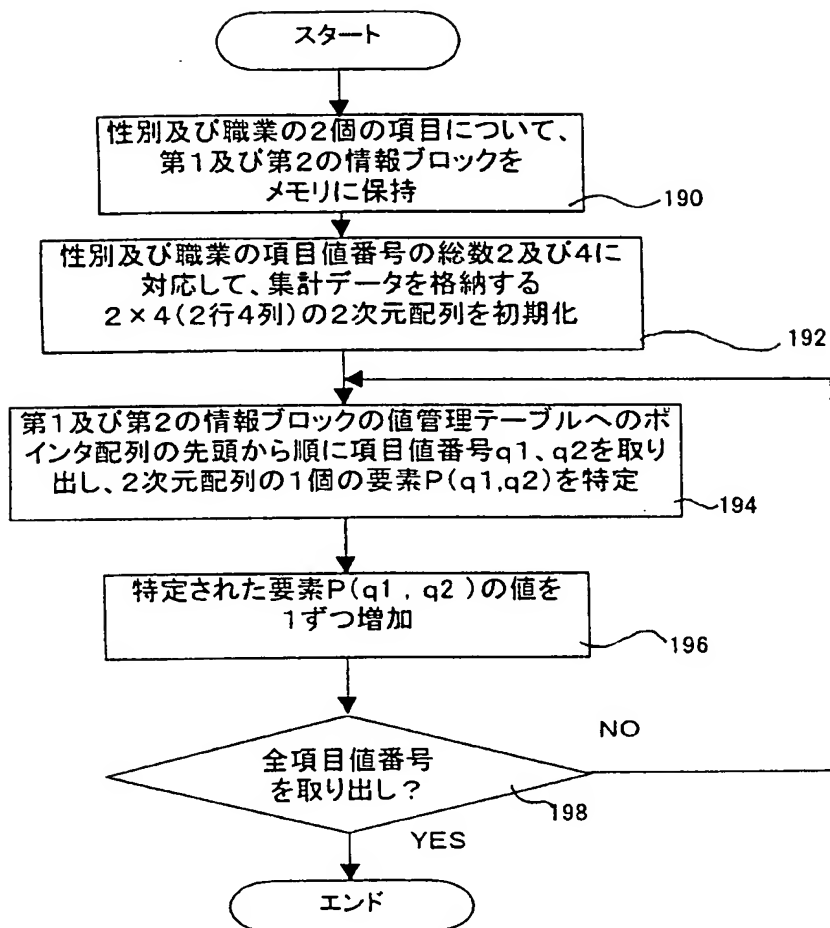 スタート
性別及び職業の2個の項目について、
第1及び第2の情報ブロックを
メモリに保持
190
性別及び職業の項目値番号の総数2及び4に
対応して、集計データを格納する
2×4(2行4列)の2次元配列を初期化
192
第1及び第2の情報ブロックの値管理テーブルへのポ
インタ配列の先頭から順に項目値番号q1、q2を取り
出し、2次元配列の1個の要素P(q1,q2)を特定
194
特定された要素P(q1,q2)の値を
1ずつ増加
196
NO
全項目値番号
を取り出し?
198
YES
エンド